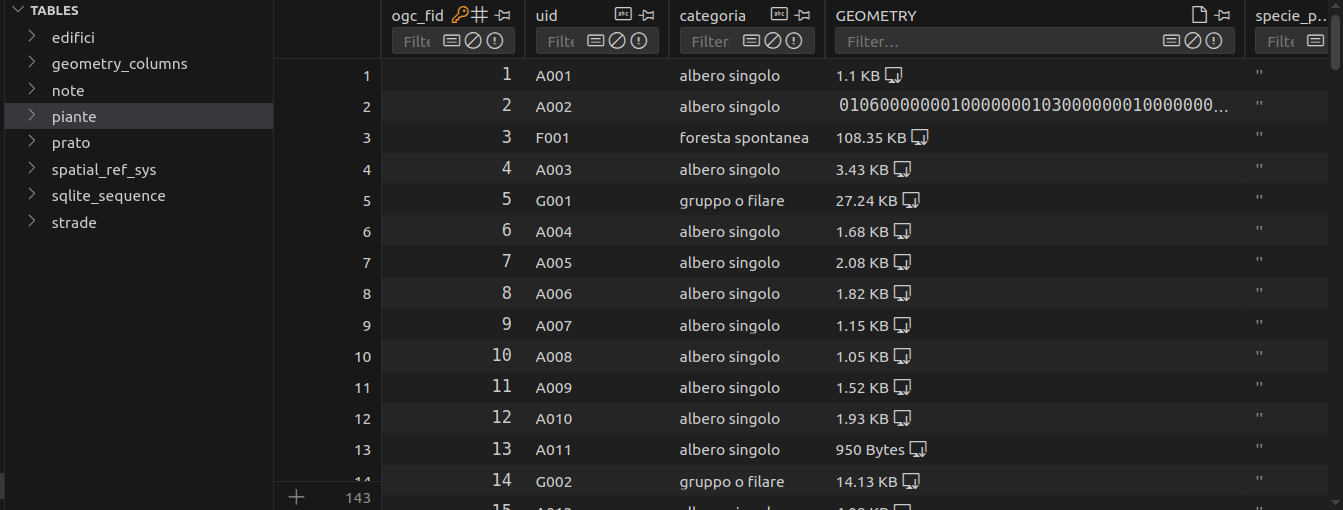 TABLES
edifici
geometry_columns
note
piante
prato
spatial_ref_sys
sqlite_sequence
strade
ogc_fid uid categoria GEOMETRY specie_p...
Filte Filte Filter Filter... Filte
1 1 A001 albero singolo 1.1 KB ''
2 2 A002 albero singolo 010600000001000000010300000001000000... ''
3 3 F001 foresta spontanea 108.35 KB ''
4 4 A003 albero singolo 3.43 KB ''
5 5 G001 gruppo o filare 27.24 KB ''
6 6 A004 albero singolo 1.68 KB ''
7 7 A005 albero singolo 2.08 KB ''
8 8 A006 albero singolo 1.82 KB ''
9 9 A007 albero singolo 1.15 KB ''
10 10 A008 albero singolo 1.05 KB ''
11 11 A009 albero singolo 1.52 KB ''
12 12 A010 albero singolo 1.93 KB ''
13 13 A011 albero singolo 950 Bytes ''
14 14 G002 gruppo o filare 14.13 KB ''
143